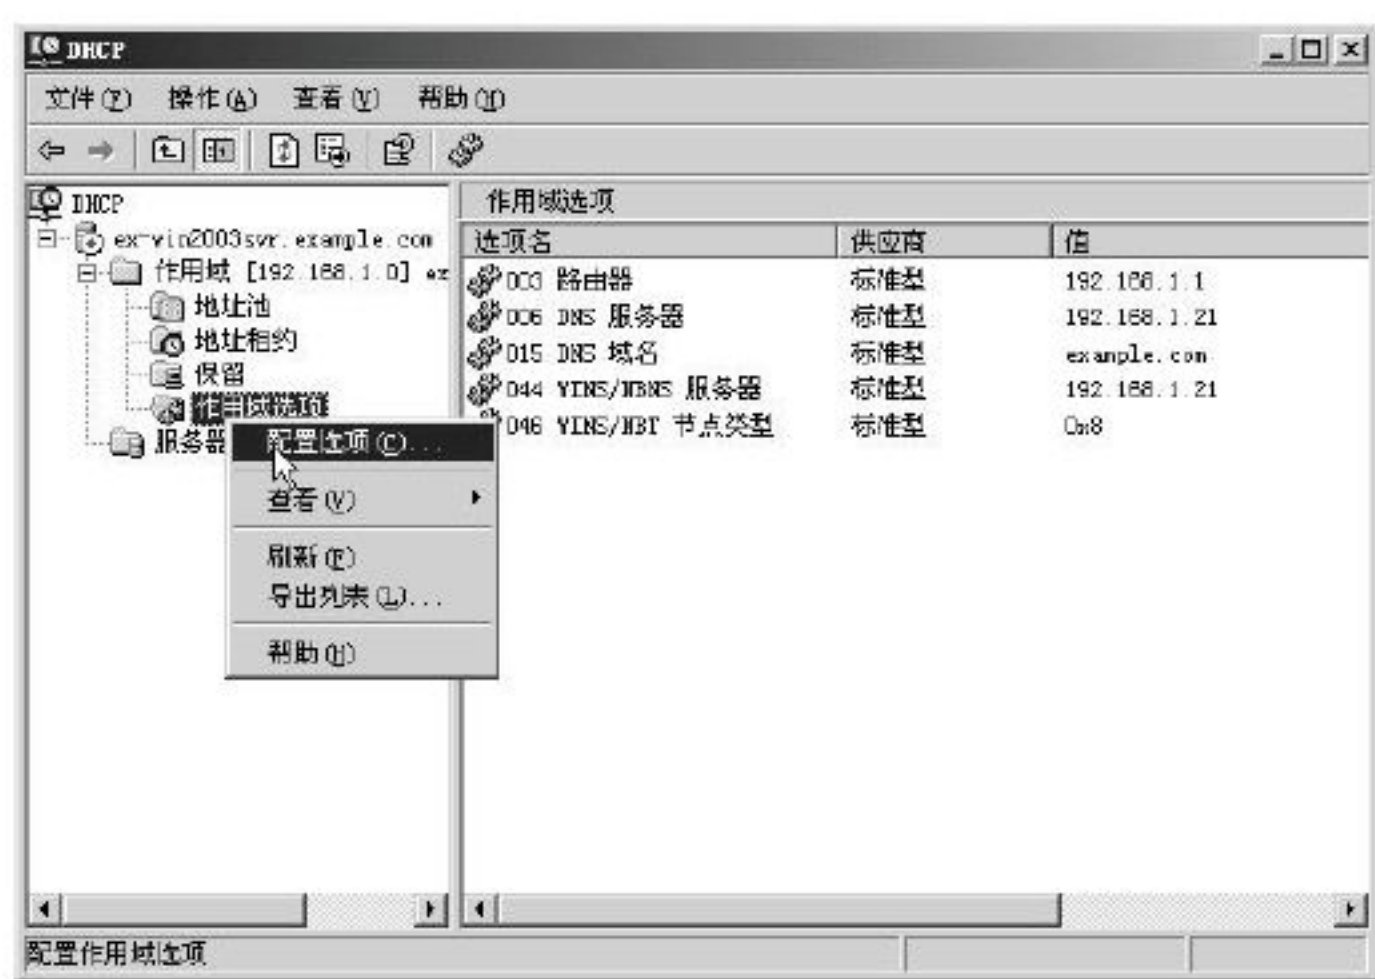 DHCP
文件(F) 操作(A) 查看(V) 帮助(H)
DHCP
ex-win2003svr.example.com
作用域 [192.168.1.0] ex
地址池
地址租约
保留
作用域选项
服务器
配置选项(C)...
查看(V)
刷新(F)
导出列表(L)...
帮助(H)
作用域选项
选项名 供应商 值
003 路由器 标准型 192.168.1.1
006 DNS 服务器 标准型 192.168.1.21
015 DNS 域名 标准型 example.com
044 WINS/NBNS 服务器 标准型 192.168.1.21
046 WINS/NBT 节点类型 标准型 0x8
配置作用域选项